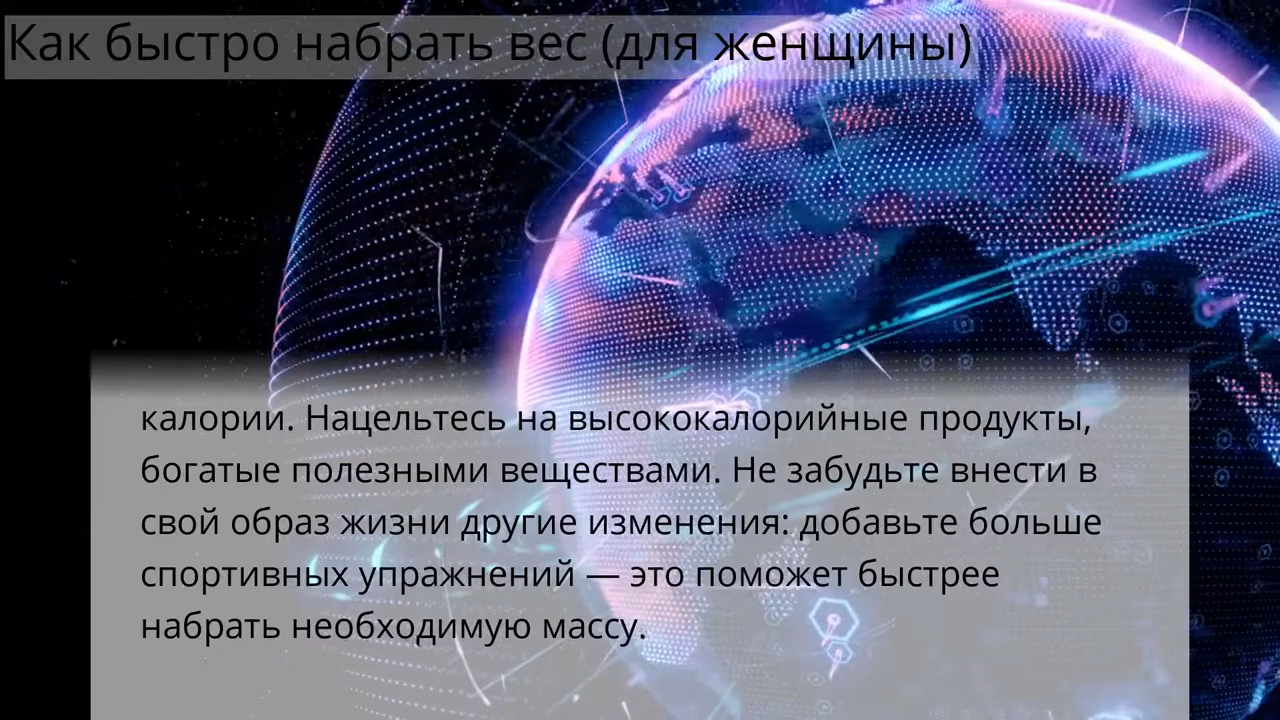 Как быстро набрать вес (для женщины)
калории. Нацельтесь на высококалорийные продукты,
богатые полезными веществами. Не забудьте внести в
свой образ жизни другие изменения: добавьте больше
спортивных упражнений — это поможет быстрее
набрать необходимую массу.